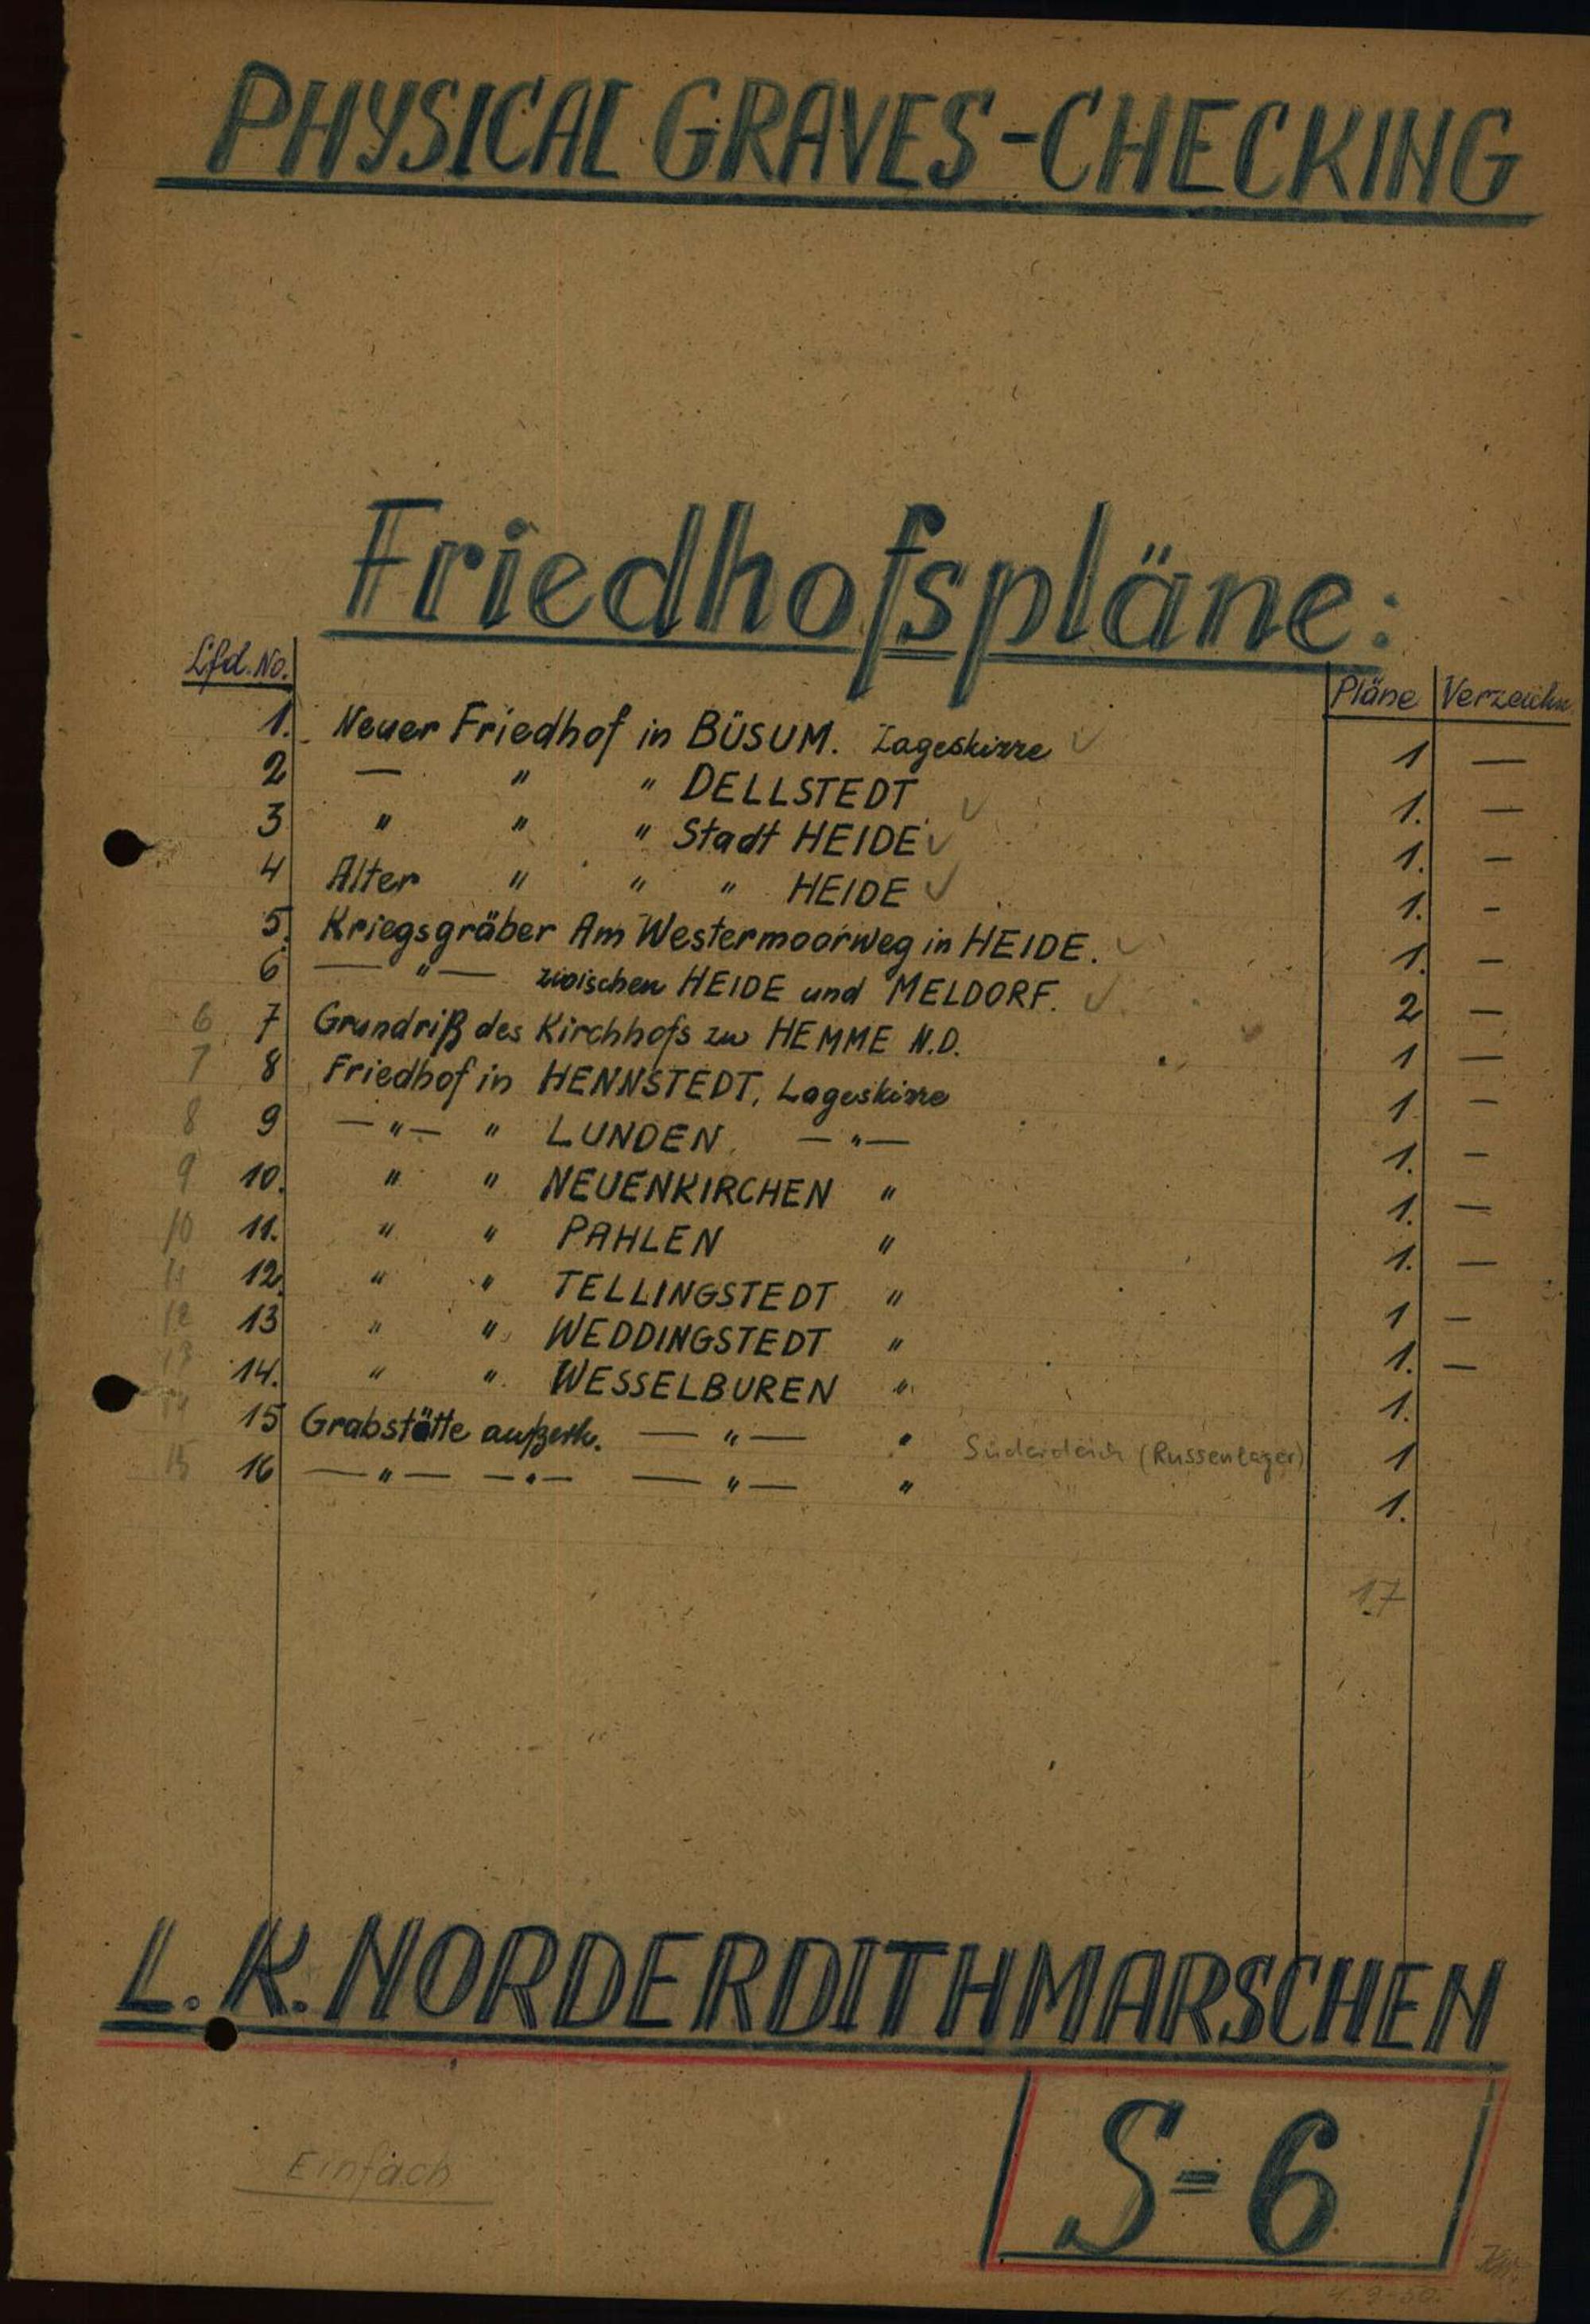 PHYSICAL GRAVES-CHECKING
Friedhofspläne:
Lfd. No. Pläne Verzeichn.
1. Neuer Friedhof in BÜSUM. Lageskizze ✓ 1 —
2 — " " DELLSTEDT ✓ 1. —
3 " " " Stadt HEIDE ✓ 1. —
4 Alter " " " HEIDE ✓ 1. –
5. Kriegsgräber Am Westermoorweg in HEIDE. ✓ 1. –
6 — " — zwischen HEIDE und MELDORF. ✓ 2 —
6 7 Grundriß des Kirchhofs zu HEMME N.D. ✓ 1 —
7 8 Friedhof in HENNSTEDT, Lageskizze 1. –
8 9 — " — " LUNDEN. — " — 1. –
9 10. " " NEUENKIRCHEN " 1. —
10 11. " " PAHLEN " 1. —
11 12. " " TELLINGSTEDT " 1 –
12 13 " " WEDDINGSTEDT " 1. —
13 14. " " WESSELBUREN " 1.
14 15 Grabstätte außerh. — " — " Süderdeich (Russenlager) 1
15 16 — " — — " — — " — " 1.
17
L.K. NORDERDITHMARSCHEN
S=6
Einfach